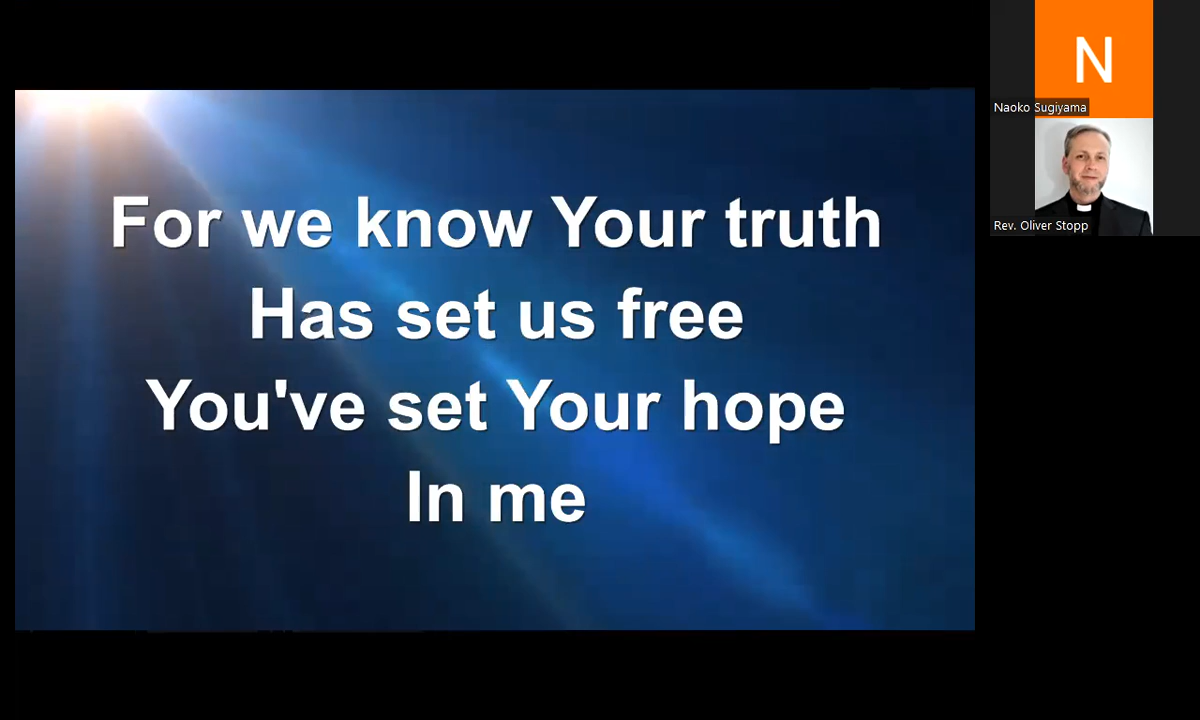 For we know Your truth
Has set us free
You've set Your hope
In me
N
Naoko Sugiyama
Rev. Oliver Stopp